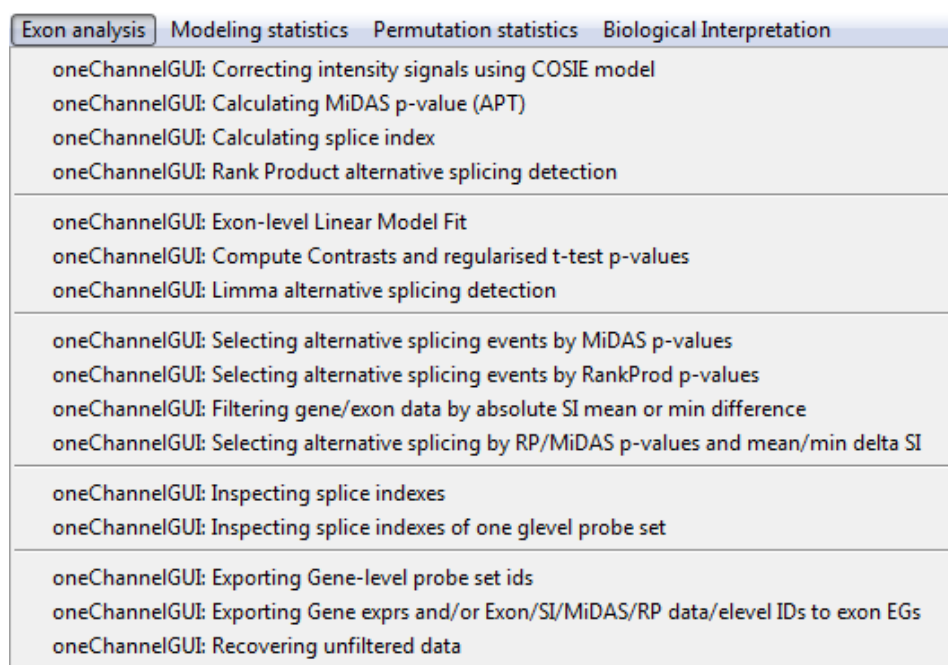 Exon analysis Modeling statistics Permutation statistics Biological Interpretation
oneChannelGUI: Correcting intensity signals using COSIE model
oneChannelGUI: Calculating MiDAS p-value (APT)
oneChannelGUI: Calculating splice index
oneChannelGUI: Rank Product alternative splicing detection
oneChannelGUI: Exon-level Linear Model Fit
oneChannelGUI: Compute Contrasts and regularised t-test p-values
oneChannelGUI: Limma alternative splicing detection
oneChannelGUI: Selecting alternative splicing events by MiDAS p-values
oneChannelGUI: Selecting alternative splicing events by RankProd p-values
oneChannelGUI: Filtering gene/exon data by absolute SI mean or min difference
oneChannelGUI: Selecting alternative splicing by RP/MiDAS p-values and mean/min delta SI
oneChannelGUI: Inspecting splice indexes
oneChannelGUI: Inspecting splice indexes of one glevel probe set
oneChannelGUI: Exporting Gene-level probe set ids
oneChannelGUI: Exporting Gene exprs and/or Exon/SI/MiDAS/RP data/elevel IDs to exon EGs
oneChannelGUI: Recovering unfiltered data